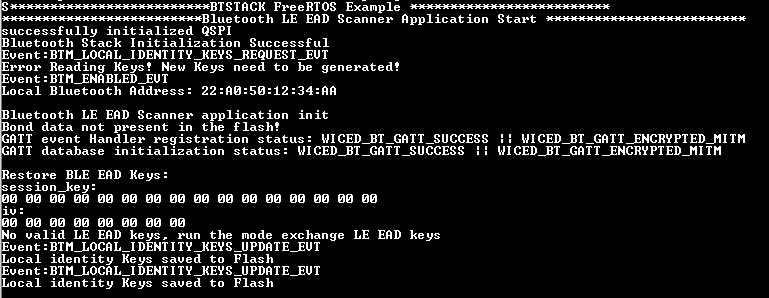 S*************************BTSTACK FreeRTOS Example *************************
*************************Bluetooth LE EAD Scanner Application Start *************************
successfully initialized QSPI
Bluetooth Stack Initialization Successful
Event:BTM_LOCAL_IDENTITY_KEYS_REQUEST_EVT
Error Reading Keys! New Keys need to be generated!
Event:BTM_ENABLED_EVT
Local Bluetooth Address: 22:A0:50:12:34:AA
Bluetooth LE EAD Scanner application init
Bond data not present in the flash!
GATT event Handler registration status: WICED_BT_GATT_SUCCESS || WICED_BT_GATT_ENCRYPTED_MITM
GATT database initialization status: WICED_BT_GATT_SUCCESS || WICED_BT_GATT_ENCRYPTED_MITM
Restore BLE EAD Keys:
session_key:
00 00 00 00 00 00 00 00 00 00 00 00 00 00 00 00
iv:
00 00 00 00 00 00 00 00
No valid LE EAD keys, run the mode exchange LE EAD keys
Event:BTM_LOCAL_IDENTITY_KEYS_UPDATE_EVT
Local identity Keys saved to Flash
Event:BTM_LOCAL_IDENTITY_KEYS_UPDATE_EVT
Local identity Keys saved to Flash